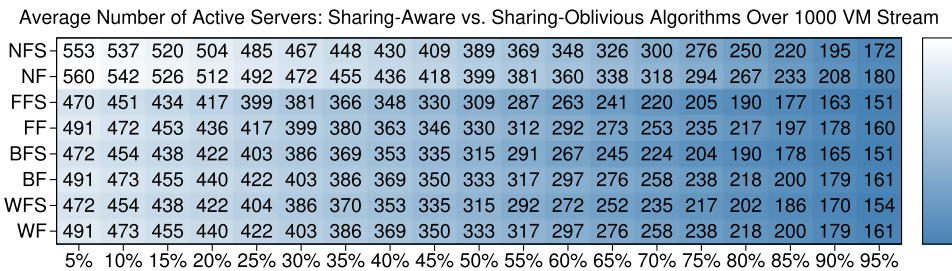 Average Number of Active Servers: Sharing-Aware vs. Sharing-Oblivious Algorithms Over 1000 VM Stream
NFS 553 537 520 504 485 467 448 430 409 389 369 348 326 300 276 250 220 195 172
NF 560 542 526 512 492 472 455 436 418 399 381 360 338 318 294 267 233 208 180
FFS 470 451 434 417 399 381 366 348 330 309 287 263 241 220 205 190 177 163 151
FF 491 472 453 436 417 399 380 363 346 330 312 292 273 253 235 217 197 178 160
BFS 472 454 438 422 403 386 369 353 335 315 291 267 245 224 204 190 178 165 151
BF 491 473 455 440 422 403 386 369 350 333 317 297 276 258 238 218 200 179 161
WFS 472 454 438 422 404 386 370 353 335 315 292 272 252 235 217 202 186 170 154
WF 491 473 455 440 422 403 386 369 350 333 317 297 276 258 238 218 200 179 161
5% 10% 15% 20% 25% 30% 35% 40% 45% 50% 55% 60% 65% 70% 75% 80% 85% 90% 95%